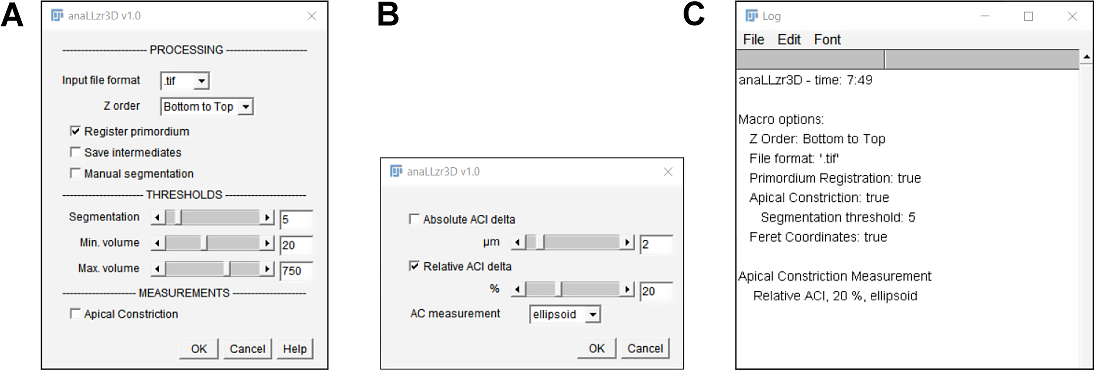 A
anaLLzr3D v1.0
PROCESSING
Input file format .tif
Z order Bottom to Top
Register primordium
Save intermediates
Manual segmentation
THRESHOLDS
Segmentation 5
Min. volume 20
Max. volume 750
MEASUREMENTS
Apical Constriction
OK Cancel Help
B
anaLLzr3D v1.0
Absolute ACI delta
µm 2
Relative ACI delta
% 20
AC measurement ellipsoid
OK Cancel
C
Log
File Edit Font
anaLLzr3D - time: 7:49
Macro options:
Z Order: Bottom to Top
File format: '.tif'
Primordium Registration: true
Apical Constriction: true
Segmentation threshold: 5
Feret Coordinates: true
Apical Constriction Measurement
Relative ACI, 20 %, ellipsoid